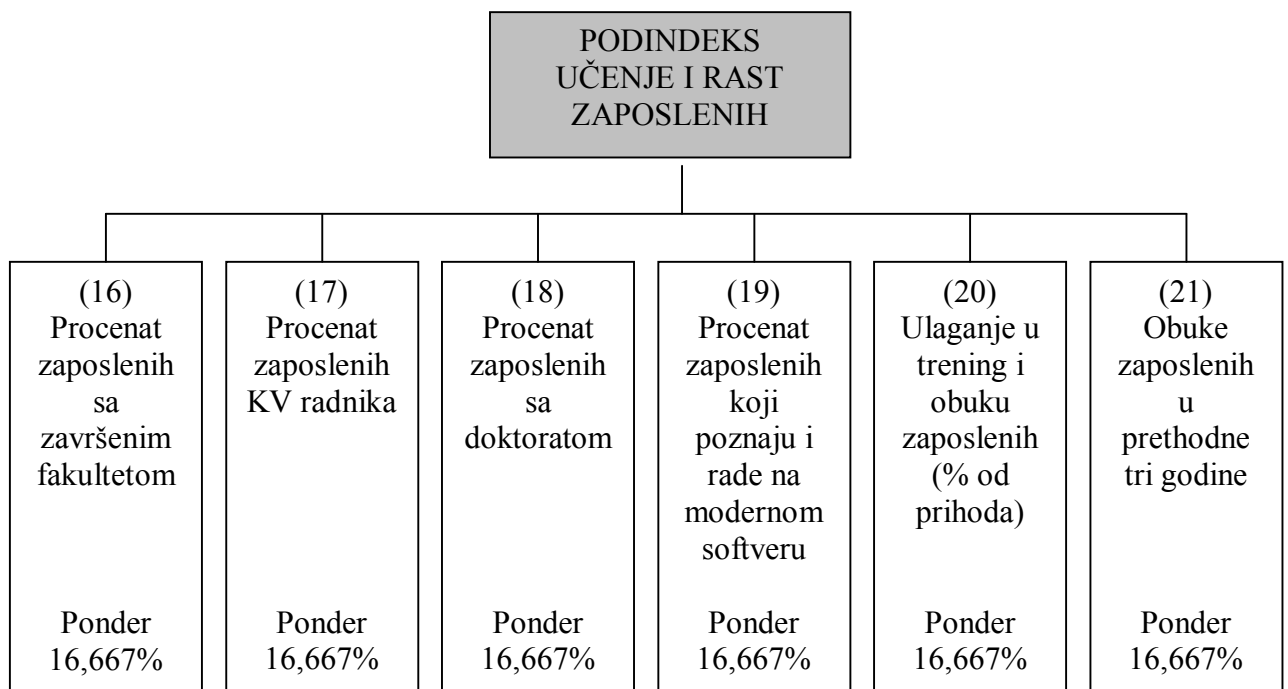 PODINDEKS
UČENJE I RAST
ZAPOSLENIH
(16)
Procenat
zaposlenih
sa
završenim
fakultetom
Ponder
16,667%
(17)
Procenat
zaposlenih
KV radnika
Ponder
16,667%
(18)
Procenat
zaposlenih
sa
doktoratom
Ponder
16,667%
(19)
Procenat
zaposlenih
koji
poznaju i
rade na
modernom
softveru
Ponder
16,667%
(20)
Ulaganje u
trening i
obuku
zaposlenih
(% od
prihoda)
Ponder
16,667%
(21)
Obuke
zaposlenih
u
prethodne
tri godine
Ponder
16,667%